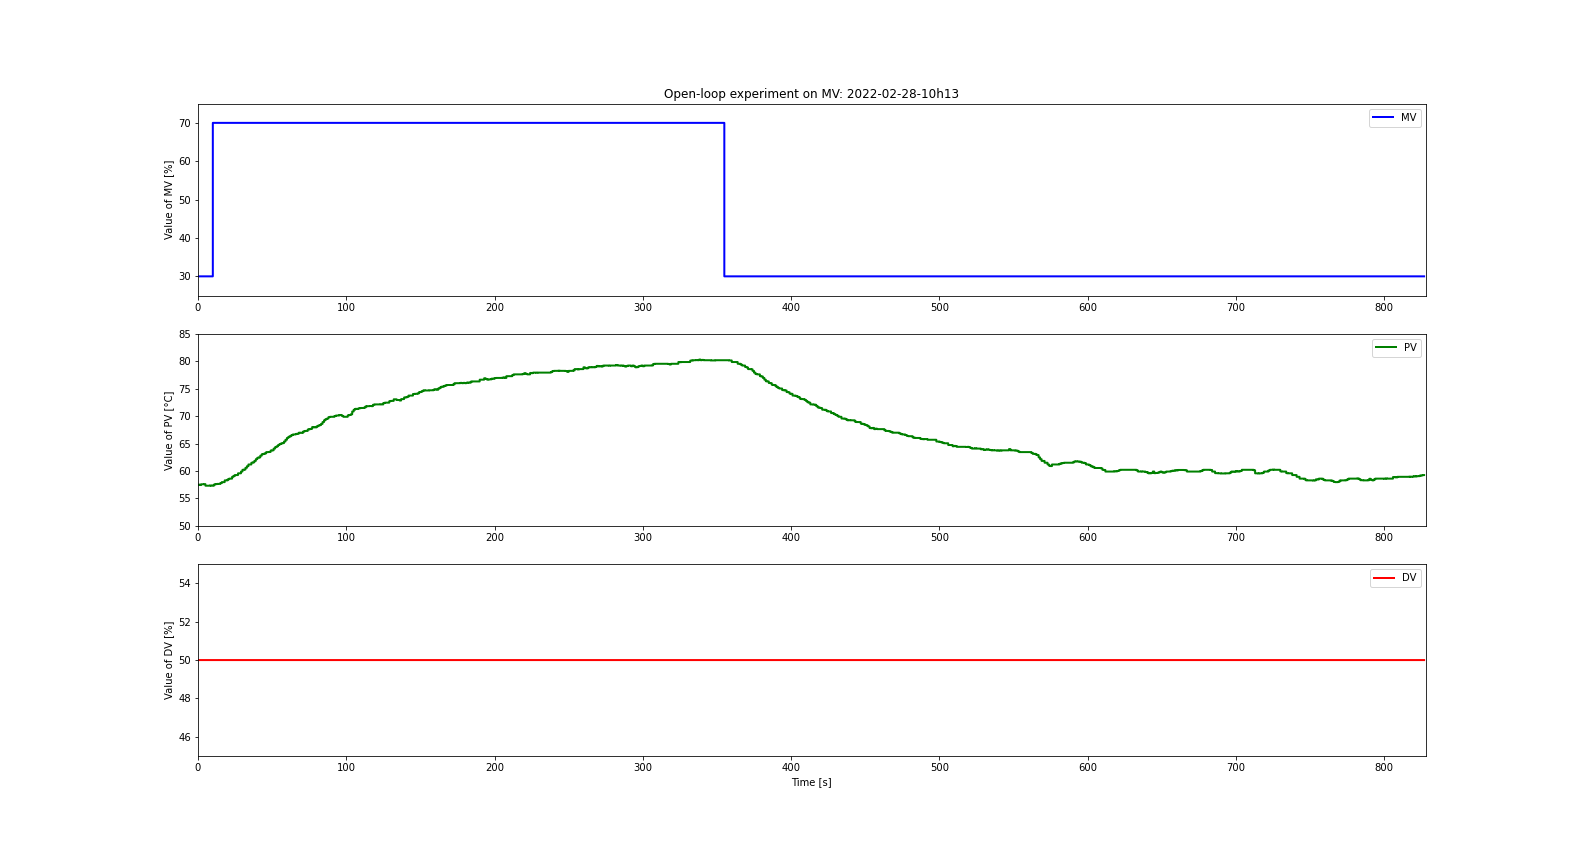 Open-loop experiment on MV: 2022-02-28-10h13
Value of MV [%]
70
60
50
40
30
MV
0 100 200 300 400 500 600 700 800
Value of PV [°C]
85
80
75
70
65
60
55
50
PV
0 100 200 300 400 500 600 700 800
Value of DV [%]
54
52
50
48
46
DV
0 100 200 300 400 500 600 700 800
Time [s]